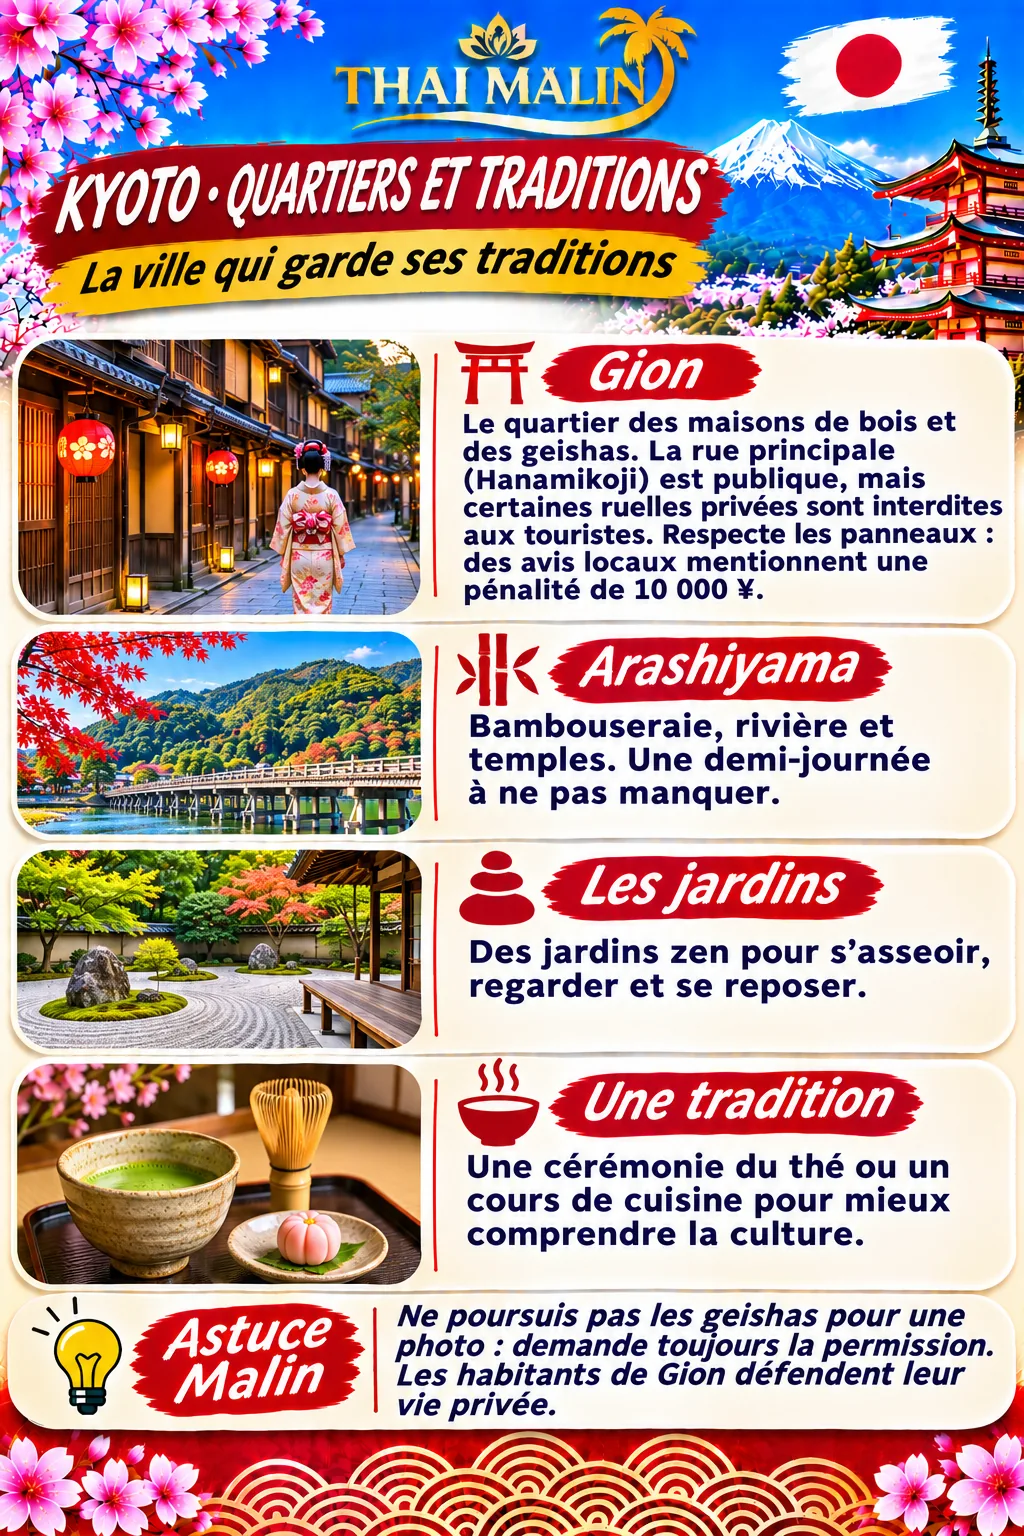 THAI MALIN
KYOTO · QUARTIERS ET TRADITIONS
La ville qui garde ses traditions
Gion
Le quartier des maisons de bois et
des geishas. La rue principale
(Hanamikoji) est publique, mais
certaines ruelles privées sont interdites
aux touristes. Respecte les panneaux :
des avis locaux mentionnent une
pénalité de 10 000 ¥.
Arashiyama
Bambouseraie, rivière et
temples. Une demi-journée
à ne pas manquer.
Les jardins
Des jardins zen pour s’asseoir,
regarder et se reposer.
Une tradition
Une cérémonie du thé ou un
cours de cuisine pour mieux
comprendre la culture.
Astuce
Malin
Ne poursuis pas les geishas pour une
photo : demande toujours la permission.
Les habitants de Gion défendent leur
vie privée.